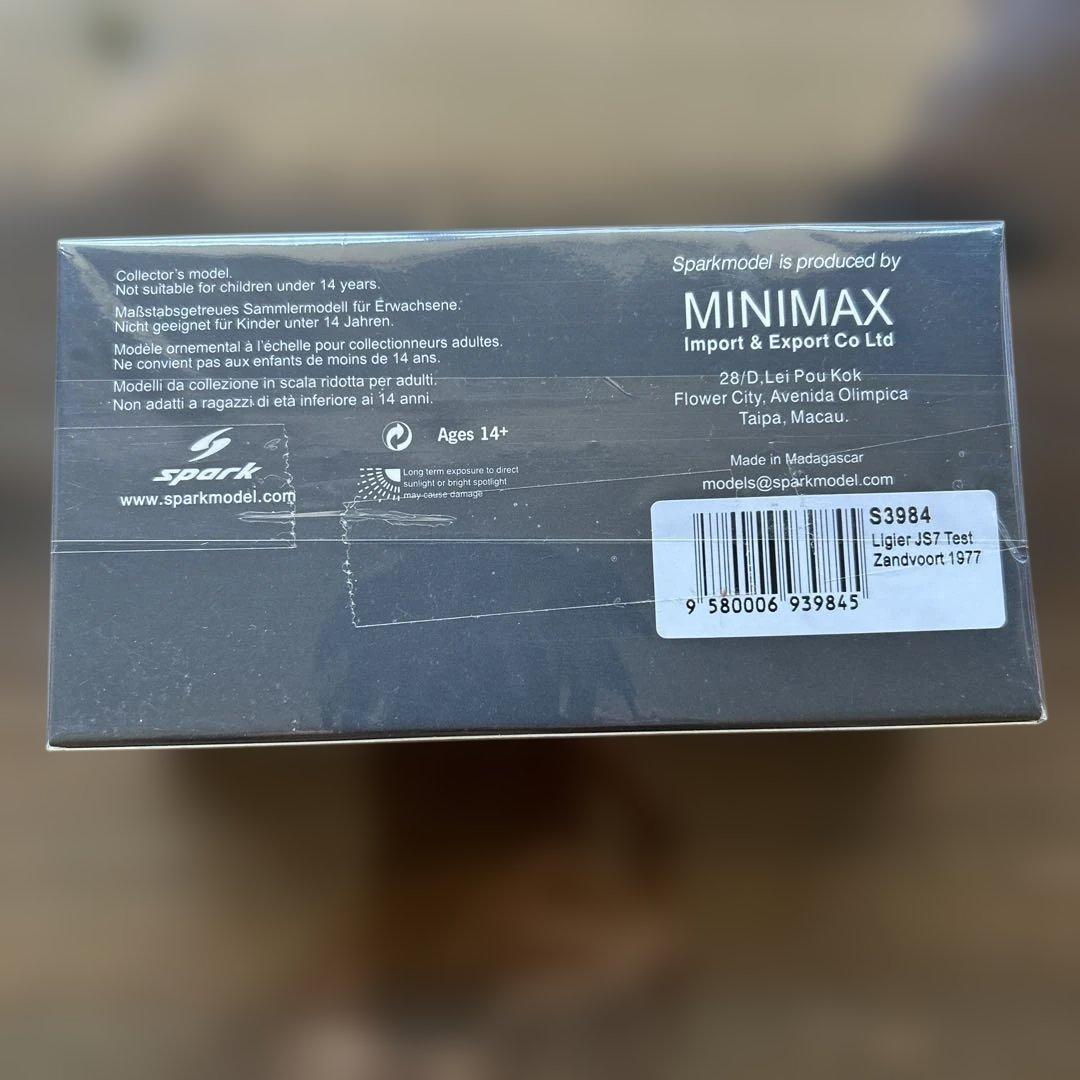 Collector's model.
Not suitable for children under 14 years.
Maßstabsgetreues Sammlermodell für Erwachsene.
Nicht geeignet für Kinder unter 14 Jahren.
Modèle ornemental à l'échelle pour collectionneurs adultes.
Ne convient pas aux enfants de moins de 14 ans.
Modelli da collezione in scala ridotta per adulti.
Non adatti a ragazzi di età inferiore ai 14 anni.
spark
www.sparkmodel.com
Ages 14+
Long term exposure to direct
sunlight or bright spotlight
may cause damage
Sparkmodel is produced by
MINIMAX
Import & Export Co Ltd
28/D,Lei Pou Kok
Flower City, Avenida Olimpica
Taipa, Macau.
Made in Madagascar
models@sparkmodel.com
S3984
Ligier JS7 Test
Zandvoort 1977
9 580006 939845